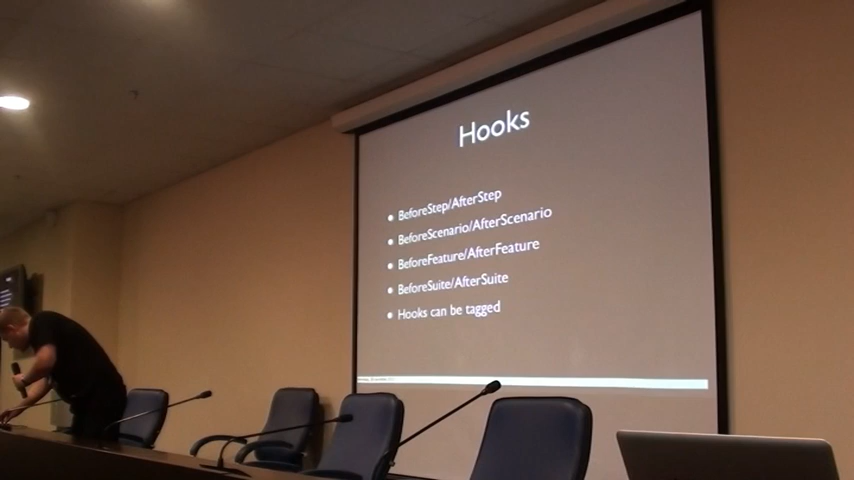 Hooks
BeforeStep/AfterStep
BeforeScenario/AfterScenario
BeforeFeature/AfterFeature
BeforeSuite/AfterSuite
Hooks can be tagged